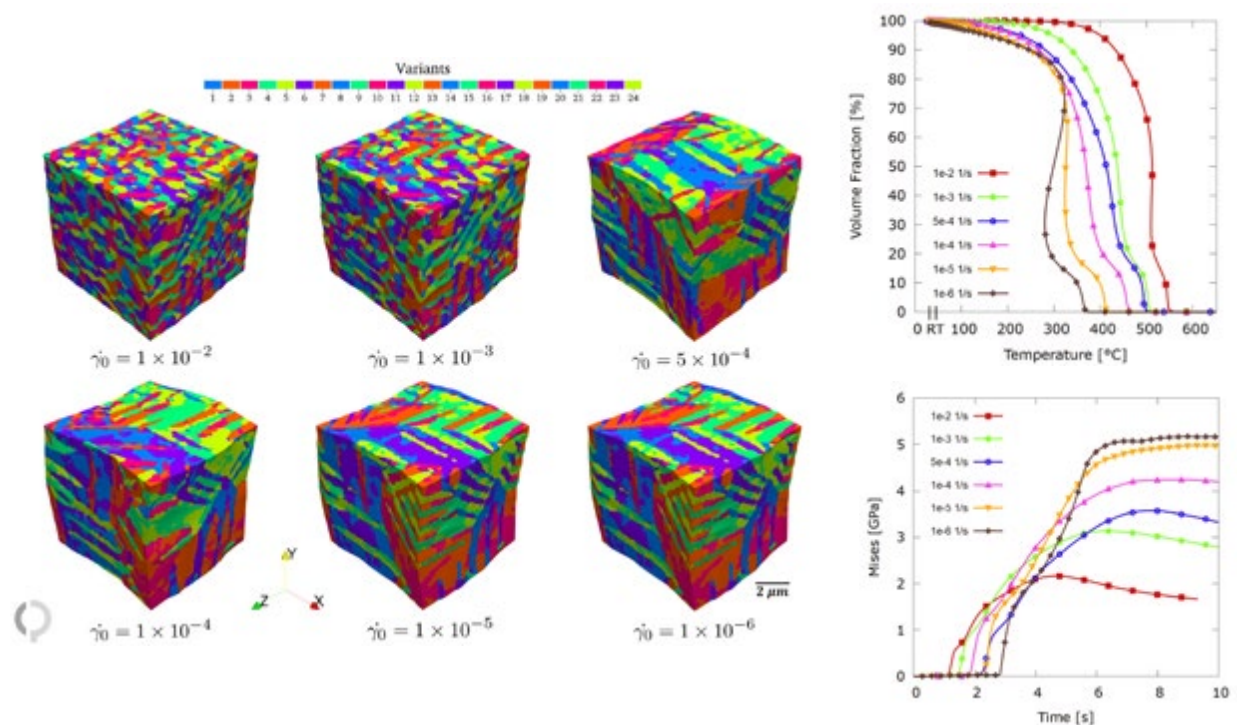 Variants
1 2 3 4 5 6 7 8 9 10 11 12 13 14 15 16 17 18 19 20 21 22 23 24
γ̇₀ = 1 × 10⁻²
γ̇₀ = 1 × 10⁻³
γ̇₀ = 5 × 10⁻⁴
γ̇₀ = 1 × 10⁻⁴
γ̇₀ = 1 × 10⁻⁵
γ̇₀ = 1 × 10⁻⁶
Y
Z
X
2 μm
Volume Fraction [%]
100
90
80
70
60
50
40
30
20
10
0
1e-2 1/s
1e-3 1/s
5e-4 1/s
1e-4 1/s
1e-5 1/s
1e-6 1/s
0 RT 100 200 300 400 500 600
Temperature [°C]
Mises [GPa]
6
5
4
3
2
1
0
1e-2 1/s
1e-3 1/s
5e-4 1/s
1e-4 1/s
1e-5 1/s
1e-6 1/s
0 2 4 6 8 10
Time [s]